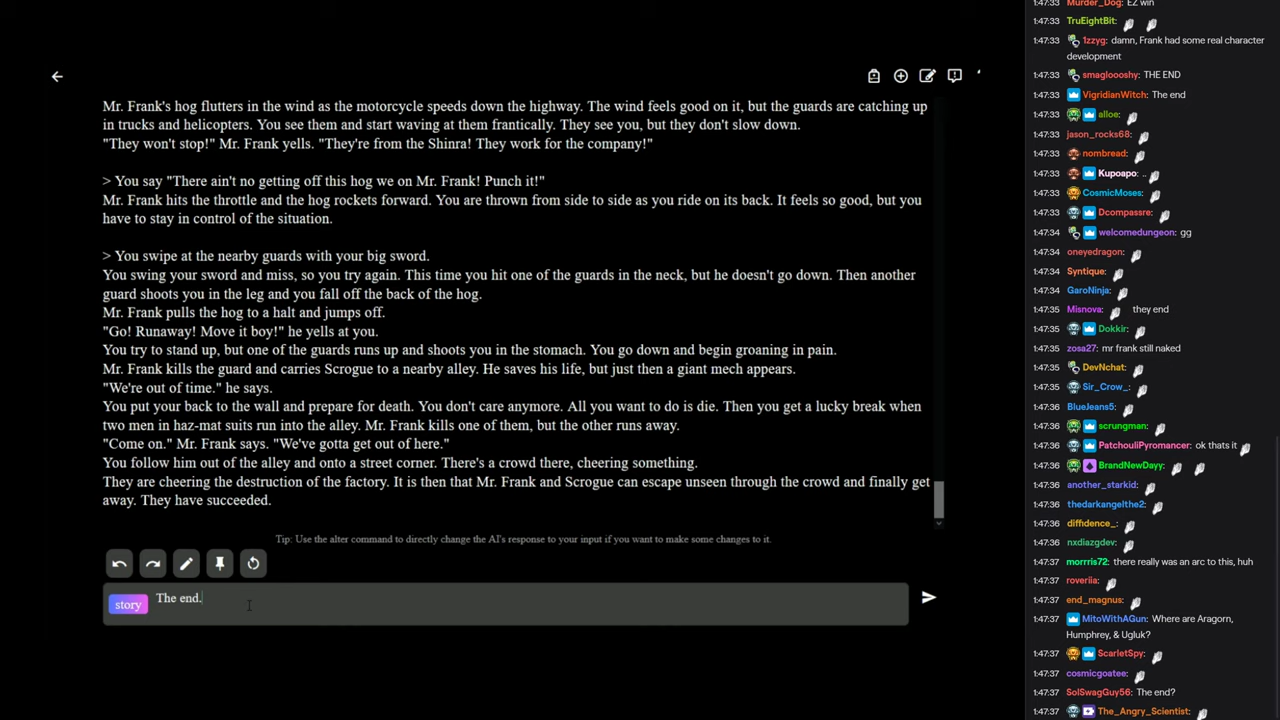 Mr. Frank's hog flutters in the wind as the motorcycle speeds down the highway. The wind feels good on it, but the guards are catching up
in trucks and helicopters. You see them and start waving at them frantically. They see you, but they don't slow down.
"They won't stop!" Mr. Frank yells. "They're from the Shinra! They work for the company!"
> You say "There ain't no getting off this hog we on Mr. Frank! Punch it!"
Mr. Frank hits the throttle and the hog rockets forward. You are thrown from side to side as you ride on its back. It feels so good, but you
have to stay in control of the situation.
> You swipe at the nearby guards with your big sword.
You swing your sword and miss, so you try again. This time you hit one of the guards in the neck, but he doesn't go down. Then another
guard shoots you in the leg and you fall off the back of the hog.
Mr. Frank pulls the hog to a halt and jumps off.
"Go! Runaway! Move it boy!" he yells at you.
You try to stand up, but one of the guards runs up and shoots you in the stomach. You go down and begin groaning in pain.
Mr. Frank kills the guard and carries Scrogue to a nearby alley. He saves his life, but just then a giant mech appears.
"We're out of time." he says.
You put your back to the wall and prepare for death. You don't care anymore. All you want to do is die. Then you get a lucky break when
two men in haz-mat suits run into the alley. Mr. Frank kills one of them, but the other runs away.
"Come on." Mr. Frank says. "We've gotta get out of here."
You follow him out of the alley and onto a street corner. There's a crowd there, cheering something.
They are cheering the destruction of the factory. It is then that Mr. Frank and Scrogue can escape unseen through the crowd and finally get
away. They have succeeded.
Tip: Use the alter command to directly change the AI's response to your input if you want to make some changes to it.
story The end.
1:47:33 Murder_Dog: EZ win
1:47:33 TruEightBit:
1:47:33 1zzyg: damn, Frank had some real character
development
1:47:33 smagloooshy: THE END
1:47:33 VigridianWitch: The end
1:47:33 alloe:
1:47:33 jason_rocks68:
1:47:33 nombread:
1:47:33 Kupoapo: ..
1:47:33 CosmicMoses:
1:47:33 Dcompassre:
1:47:34 welcomedungeon: gg
1:47:34 oneyedragon:
1:47:34 Syntique:
1:47:34 GaroNinja:
1:47:34 Misnova: they end
1:47:35 Dokkir:
1:47:35 zosa27: mr frank still naked
1:47:35 DevNchat:
1:47:35 Sir_Crow_:
1:47:36 BlueJeans5:
1:47:36 scrungman:
1:47:36 PatchouliPyromancer: ok thats it
1:47:36 BrandNewDayy:
1:47:36 another_starkid:
1:47:36 thedarkangelthe2:
1:47:36 diffidence_:
1:47:36 nxdiazgdev:
1:47:37 morrris72: there really was an arc to this, huh
1:47:37 roveriia:
1:47:37 end_magnus:
1:47:37 MitoWithAGun: Where are Aragorn,
Humphrey, & Ugluk?
1:47:37 ScarletSpy:
1:47:37 cosmicgoatee:
1:47:37 SolSwagGuy56: The end?
1:47:37 The_Angry_Scientist: